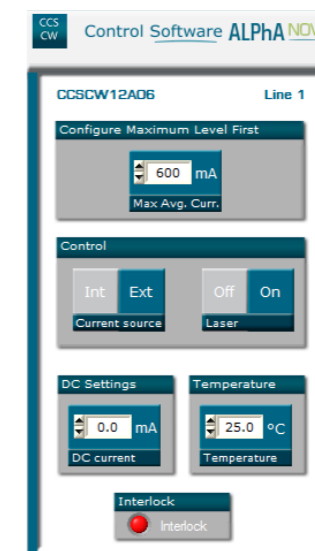 CCS
CW
Control Software ALPhA NOV
CCSCW12A06 Line 1
Configure Maximum Level First
600 mA
Max Avg. Curr.
Control
Int Ext Off On
Current source Laser
DC Settings Temperature
0.0 mA 25.0 °C
DC current Temperature
Interlock
Interlock